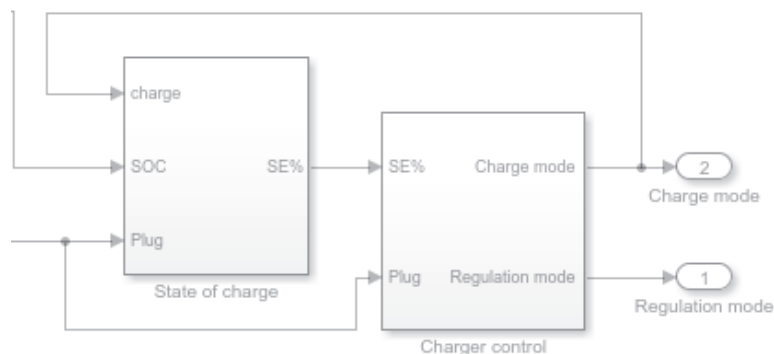 charge
SOC
SE%
Plug
State of charge
SE%
Charge mode
Plug
Regulation mode
Charger control
2
Charge mode
1
Regulation mode